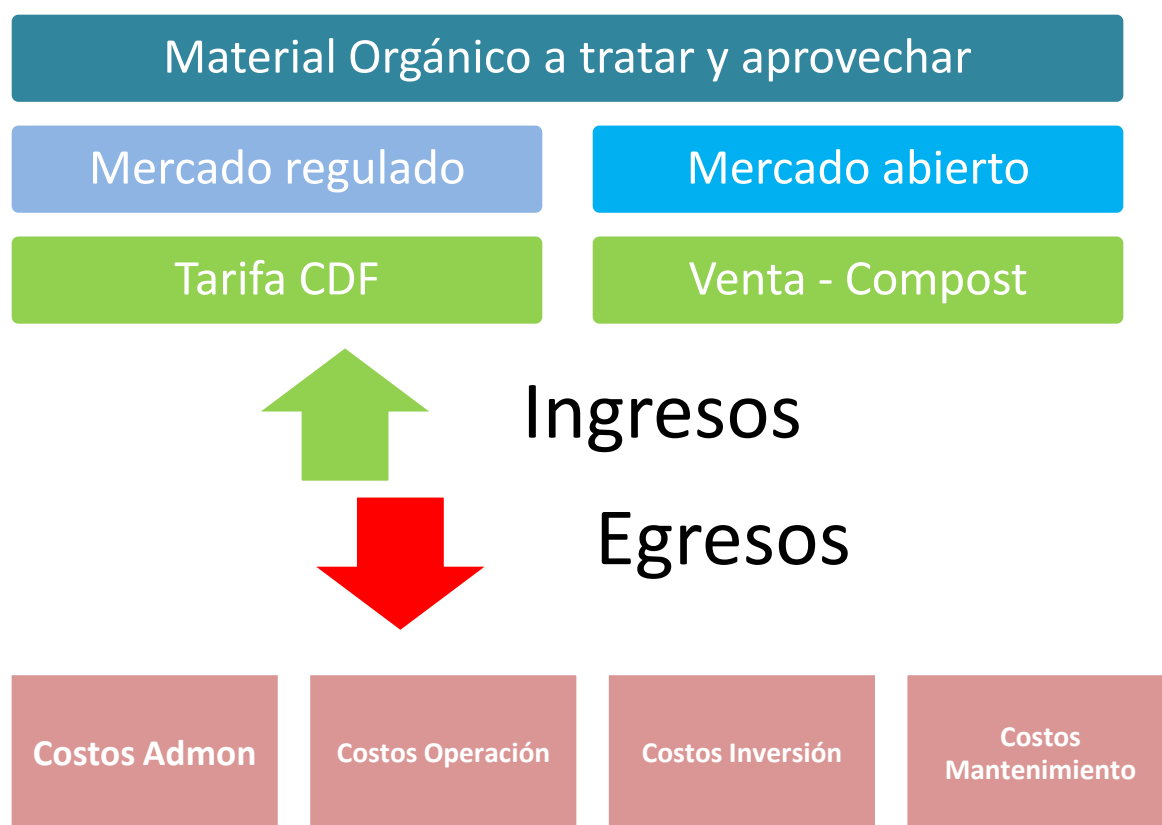 Material Orgánico a tratar y aprovechar
Mercado regulado
Mercado abierto
Tarifa CDF
Venta - Compost
Ingresos
Egresos
Costos Admon
Costos Operación
Costos Inversión
Costos
Mantenimiento